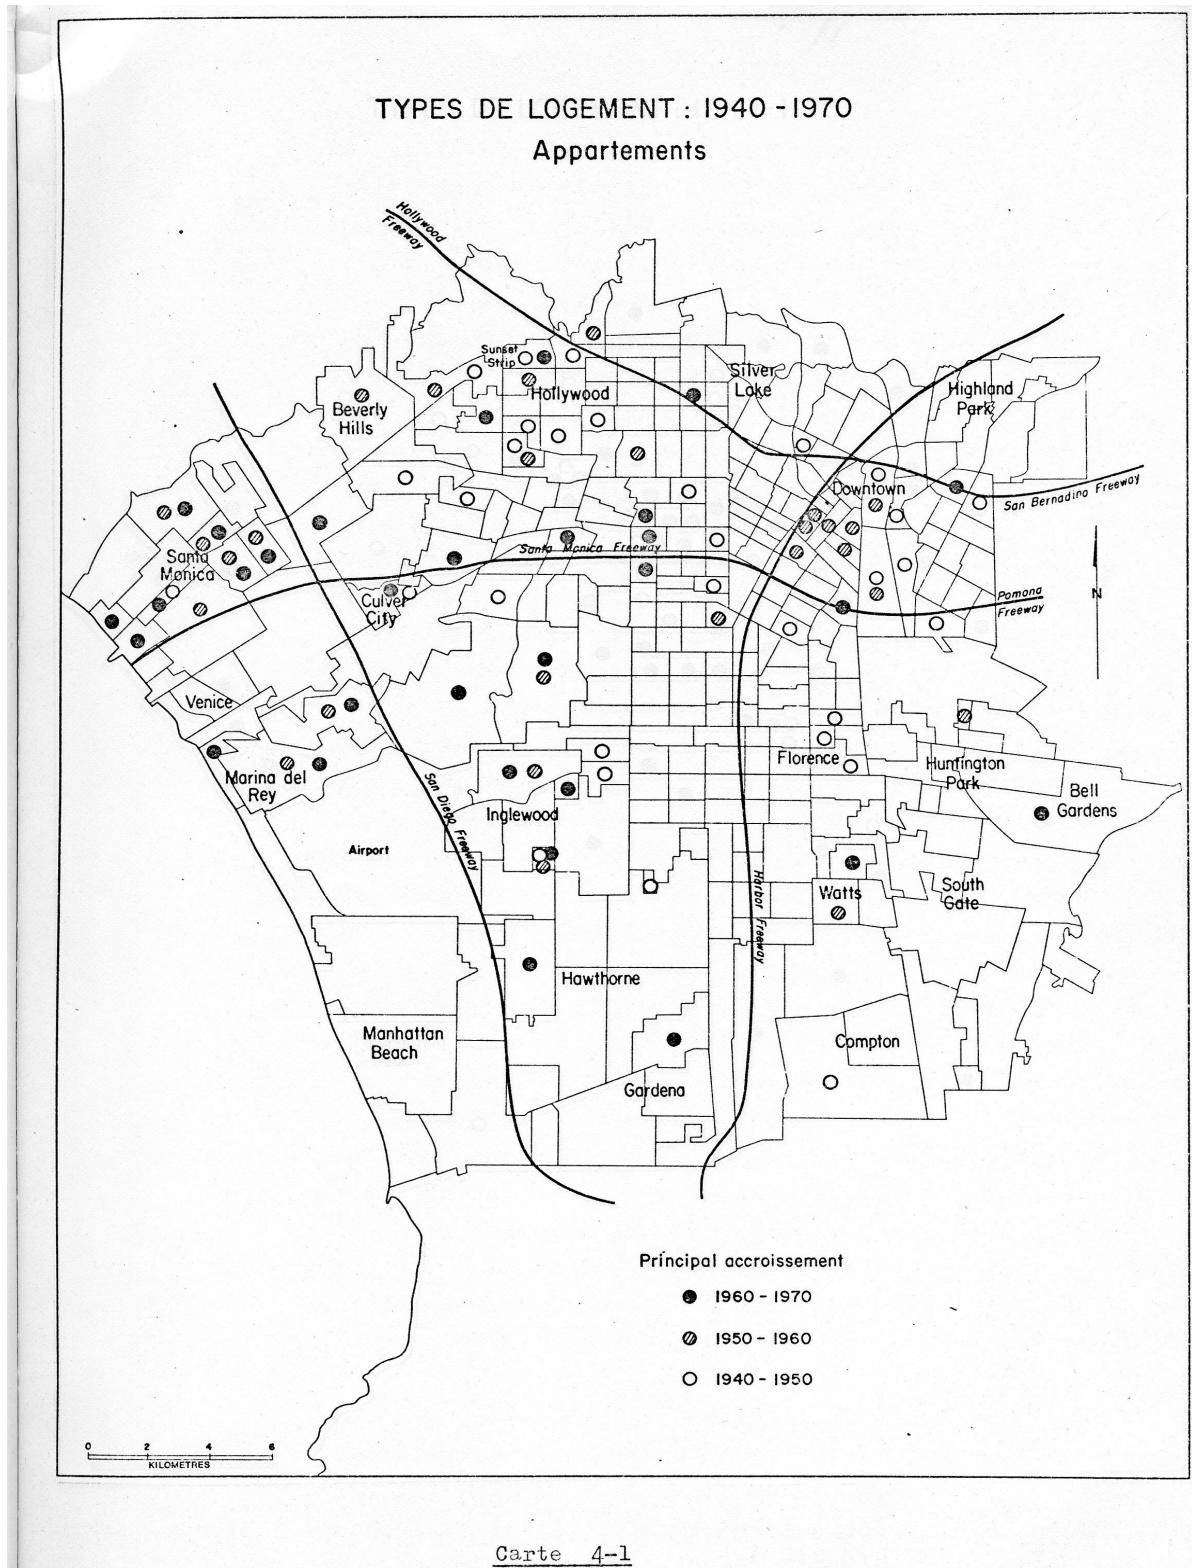 TYPES DE LOGEMENT : 1940 - 1970
Appartements
Hollywood
Freeway
Sunset
Strip
Hollywood
Silver
Lake
Highland
Park
Beverly
Hills
Downtown
San Bernadino Freeway
Santa
Monica
Santa Monica Freeway
Culver
City
Pomona
Freeway
N
Venice
Marina del
Rey
San Diego Freeway
Florence
Huntington
Park
Bell
Gardens
Inglewood
Airport
Harbor Freeway
Watts
South
Gate
Hawthorne
Manhattan
Beach
Compton
Gardena
Principal accroissement
1960 - 1970
1950 - 1960
1940 - 1950
0 2 4 6
KILOMETRES
Carte 4-1